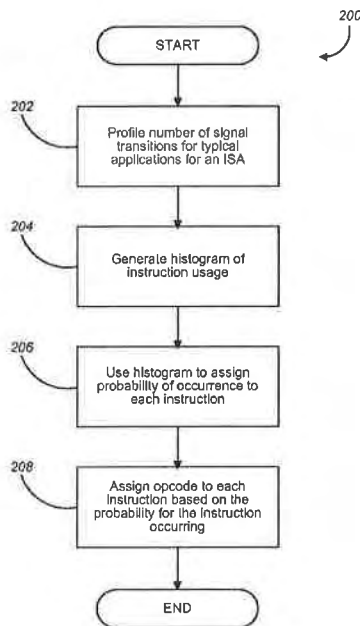 200
START
202
Profile number of signal
transitions for typical
applications for an ISA
204
Generate histogram of
instruction usage
206
Use histogram to assign
probability of occurrence to
each instruction
208
Assign opcode to each
instruction based on the
probability for the instruction
occurring
END